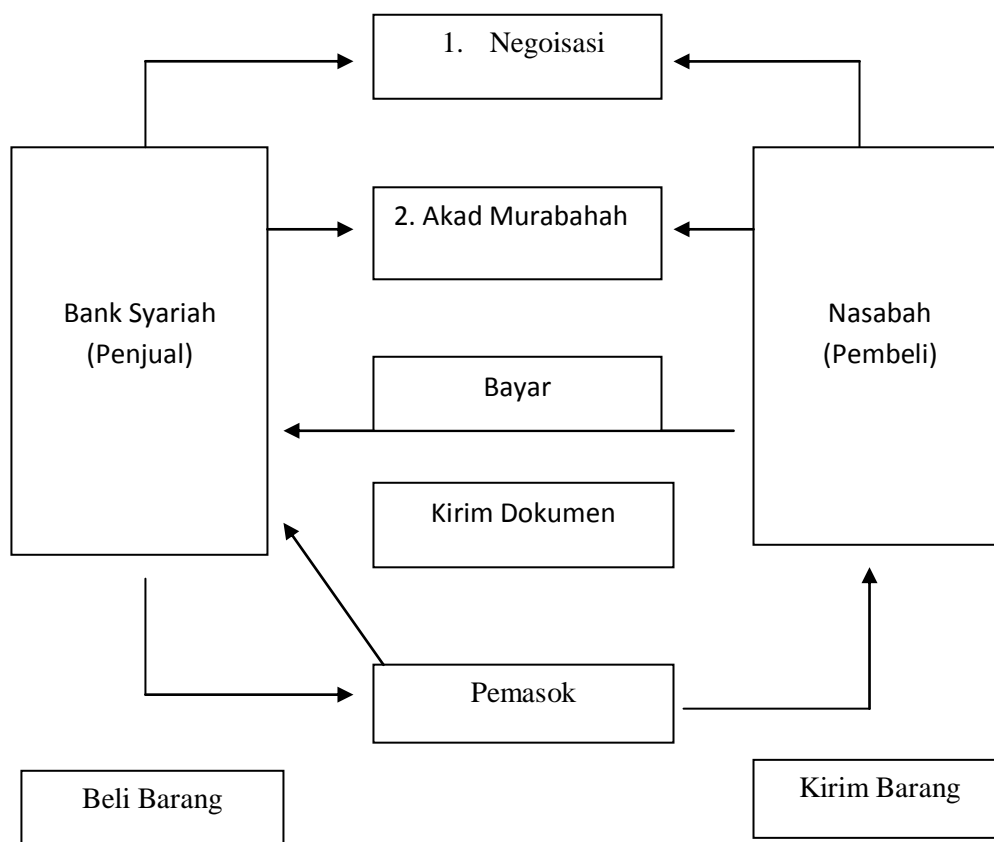 1. Negoisasi
2. Akad Murabahah
Bank Syariah
(Penjual)
Nasabah
(Pembeli)
Bayar
Kirim Dokumen
Pemasok
Beli Barang
Kirim Barang